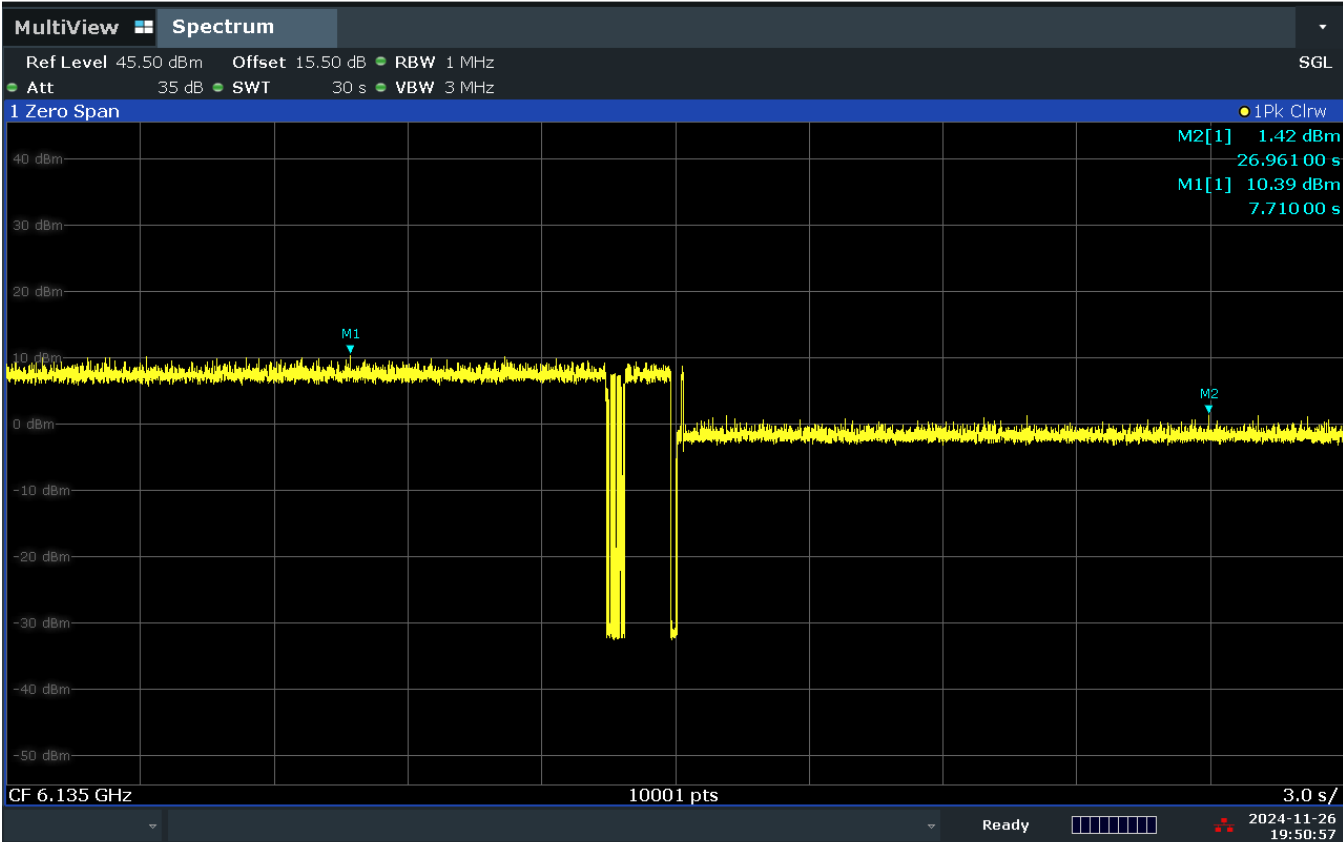 MultiView Spectrum
Ref Level 45.50 dBm Offset 15.50 dB RBW 1 MHz SGL
Att 35 dB SWT 30 s VBW 3 MHz
1 Zero Span 1Pk Clrw
M2[1] 1.42 dBm
40 dBm
26.96100 s
M1[1] 10.39 dBm
7.71000 s
30 dBm
20 dBm
M1
10 dBm
M2
0 dBm
-10 dBm
-20 dBm
-30 dBm
-40 dBm
-50 dBm
CF 6.135 GHz 10001 pts 3.0 s/
Ready 2024-11-26
19:50:57